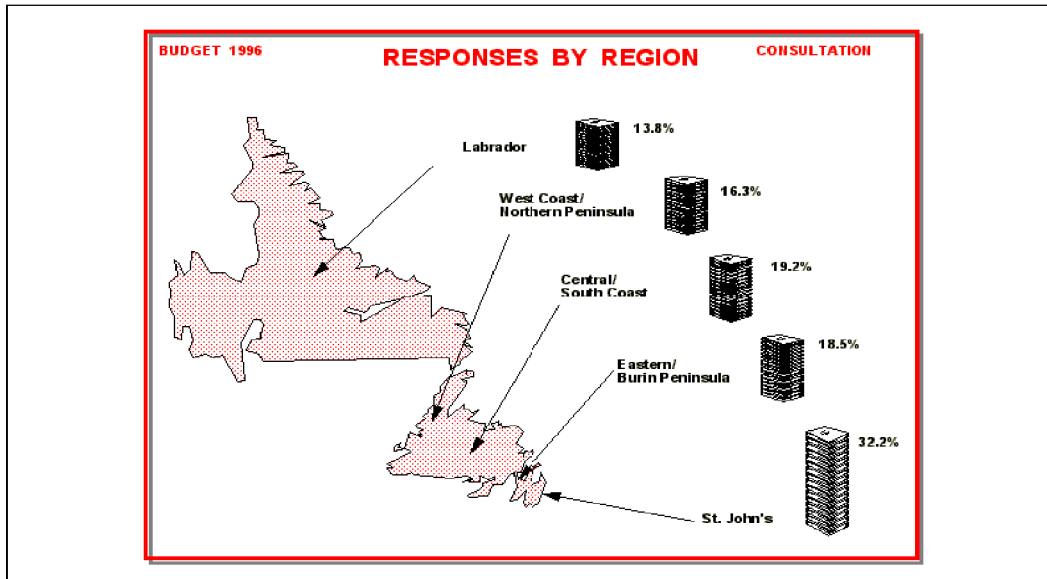 BUDGET 1996
RESPONSES BY REGION
CONSULTATION
Labrador
13.8%
West Coast/
Northern Peninsula
16.3%
Central/
South Coast
19.2%
Eastern/
Burin Peninsula
18.5%
St. John's
32.2%